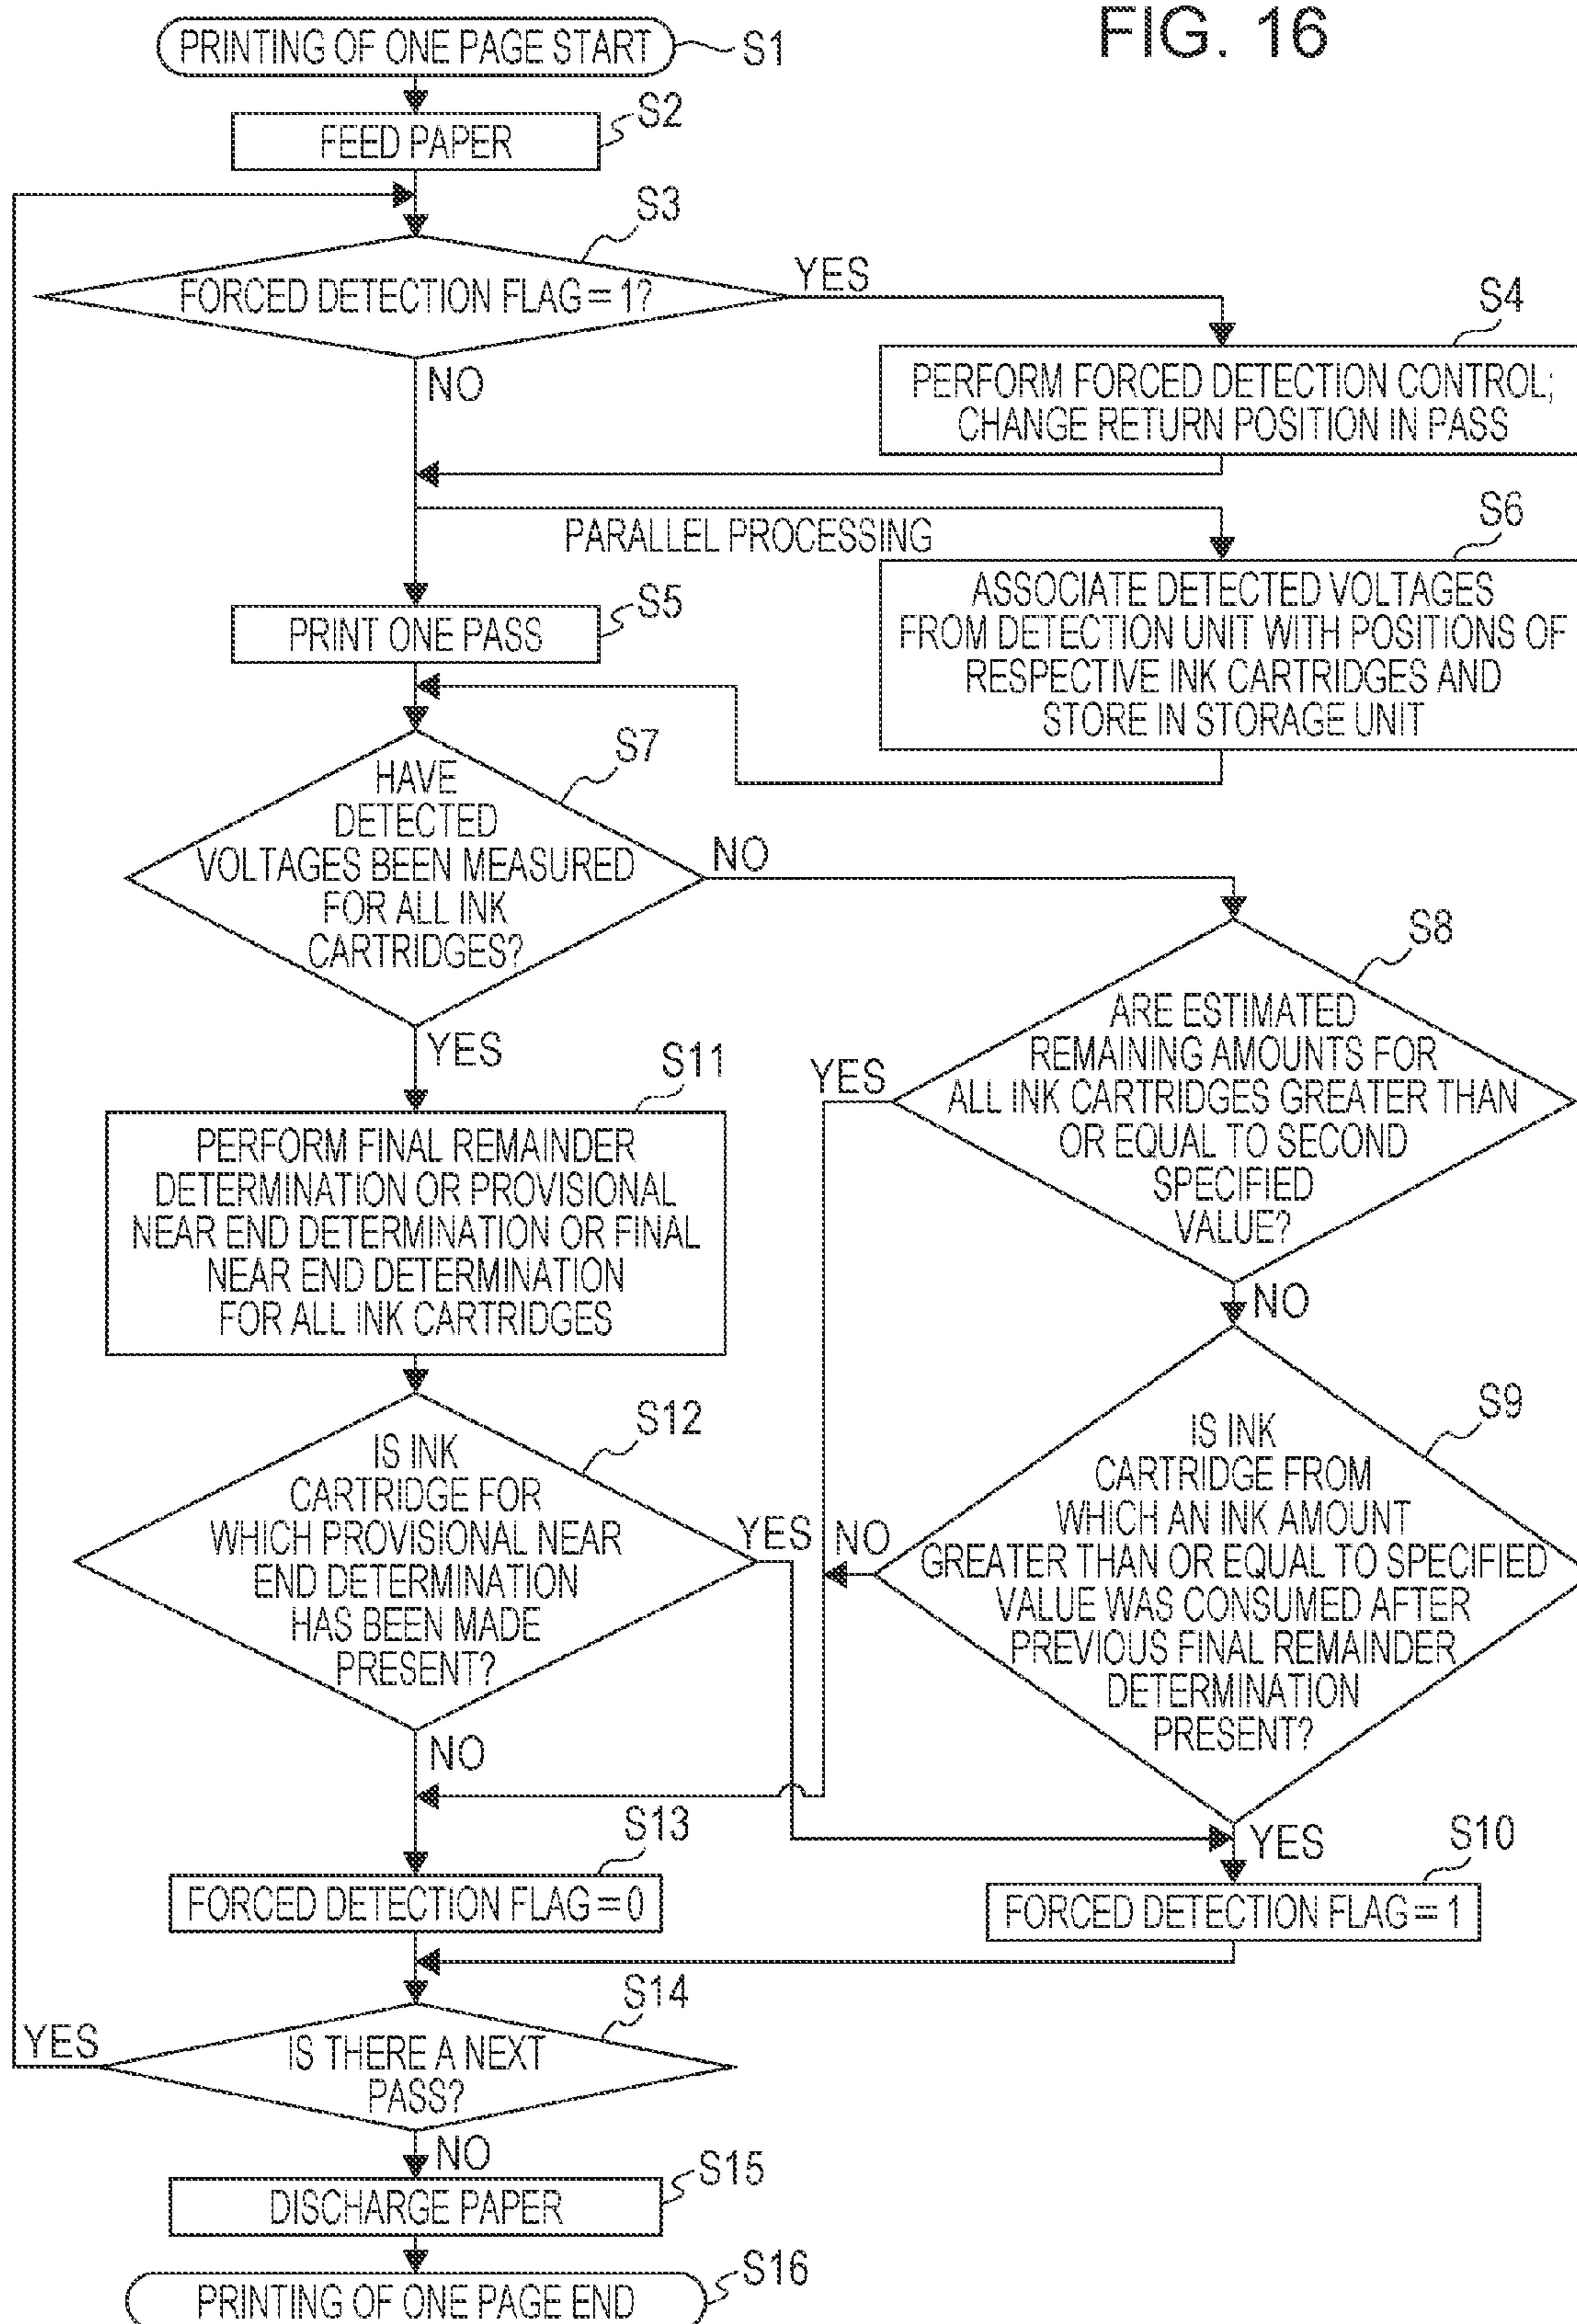 FIG. 16
PRINTING OF ONE PAGE START
S1
FEED PAPER
S2
S3
FORCED DETECTION FLAG = 1?
YES
NO
S4
PERFORM FORCED DETECTION CONTROL;
CHANGE RETURN POSITION IN PASS
PARALLEL PROCESSING
S5
PRINT ONE PASS
S6
ASSOCIATE DETECTED VOLTAGES
FROM DETECTION UNIT WITH POSITIONS OF
RESPECTIVE INK CARTRIDGES AND
STORE IN STORAGE UNIT
S7
HAVE
DETECTED
VOLTAGES BEEN MEASURED
FOR ALL INK
CARTRIDGES?
NO
YES
S8
ARE ESTIMATED
REMAINING AMOUNTS FOR
ALL INK CARTRIDGES GREATER THAN
OR EQUAL TO SECOND
SPECIFIED
VALUE?
YES
NO
S11
PERFORM FINAL REMAINDER
DETERMINATION OR PROVISIONAL
NEAR END DETERMINATION OR FINAL
NEAR END DETERMINATION
FOR ALL INK CARTRIDGES
S12
IS INK
CARTRIDGE FOR
WHICH PROVISIONAL NEAR
END DETERMINATION
HAS BEEN MADE
PRESENT?
YES
NO
S9
IS INK
CARTRIDGE FROM
WHICH AN INK AMOUNT
GREATER THAN OR EQUAL TO SPECIFIED
VALUE WAS CONSUMED AFTER
PREVIOUS FINAL REMAINDER
DETERMINATION
PRESENT?
NO
YES
S13
FORCED DETECTION FLAG = 0
S10
FORCED DETECTION FLAG = 1
S14
IS THERE A NEXT
PASS?
YES
NO
S15
DISCHARGE PAPER
S16
PRINTING OF ONE PAGE END